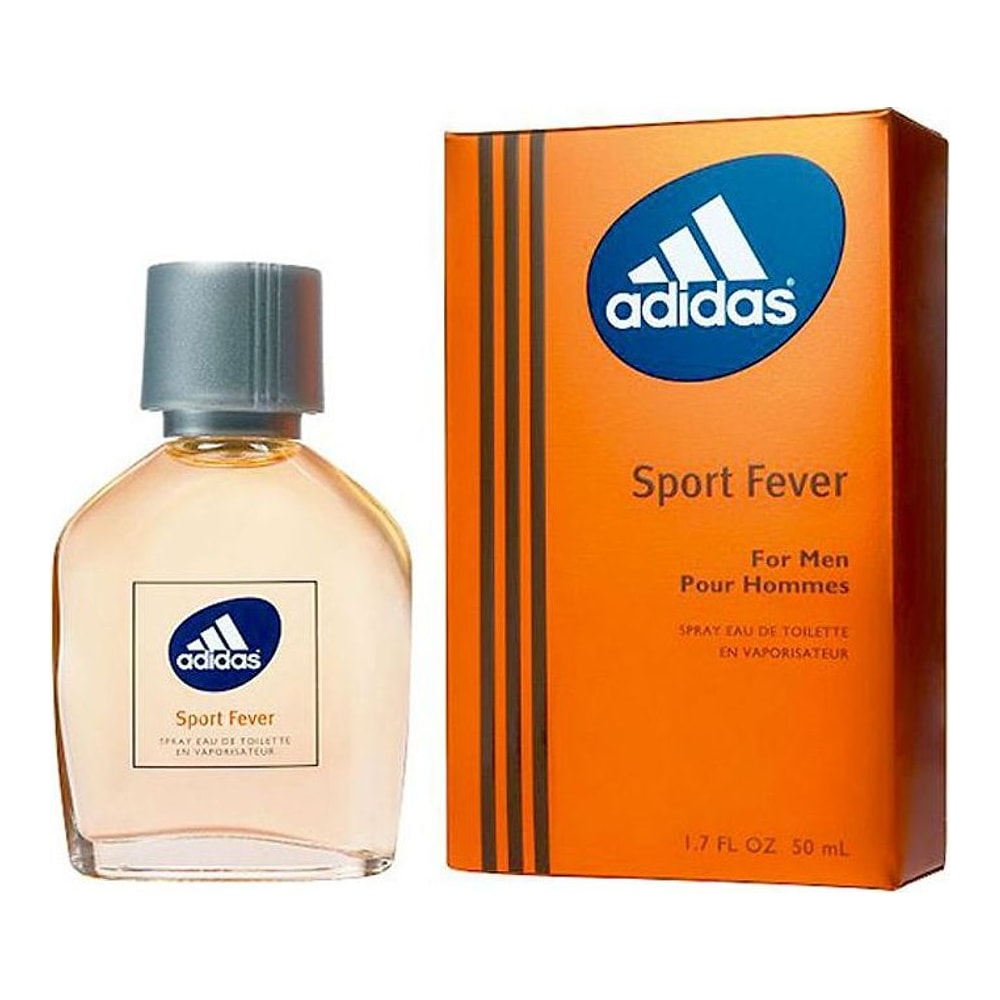 adidas
Sport Fever
SPRAY EAU DE TOILETTE
EN VAPORISATEUR
adidas®
Sport Fever
For Men
Pour Hommes
SPRAY EAU DE TOILETTE
EN VAPORISATEUR
1.7 FL OZ 50 mL